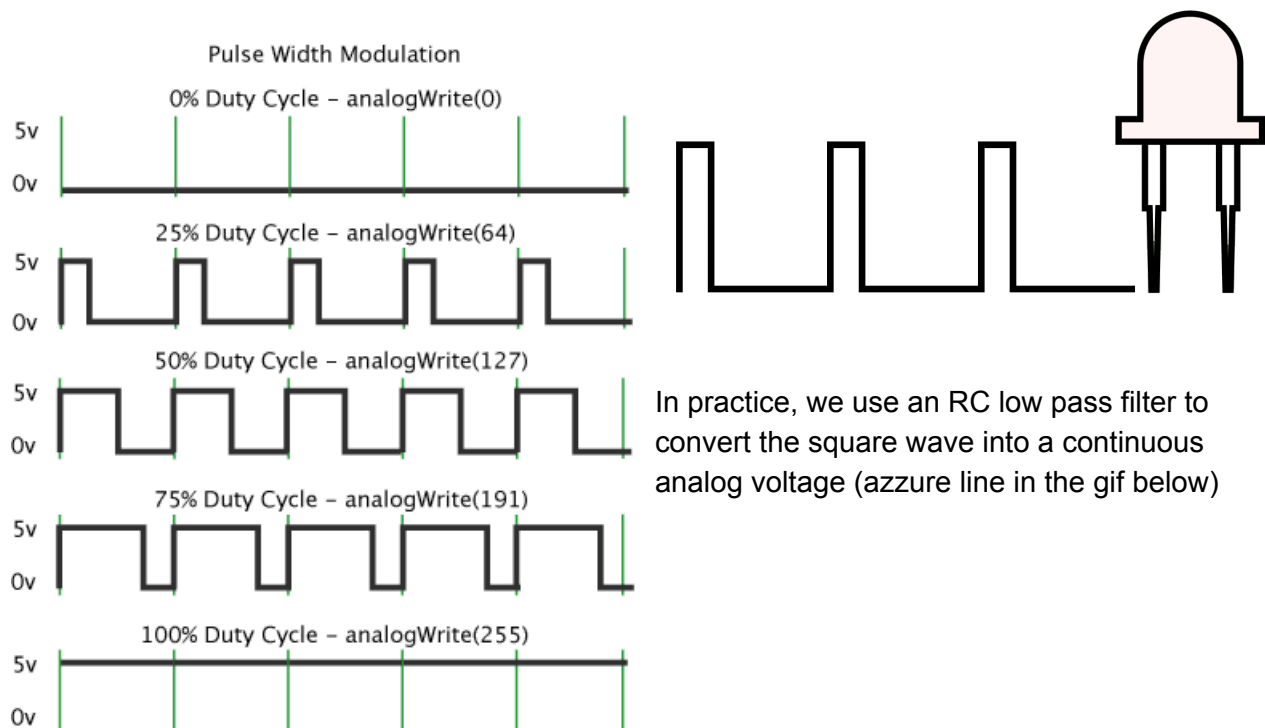 Pulse Width Modulation
0% Duty Cycle – analogWrite(0)
5v
0v
25% Duty Cycle – analogWrite(64)
5v
0v
50% Duty Cycle – analogWrite(127)
5v
0v
75% Duty Cycle – analogWrite(191)
5v
0v
100% Duty Cycle – analogWrite(255)
5v
0v
In practice, we use an RC low pass filter to
convert the square wave into a continuous
analog voltage (azzure line in the gif below)